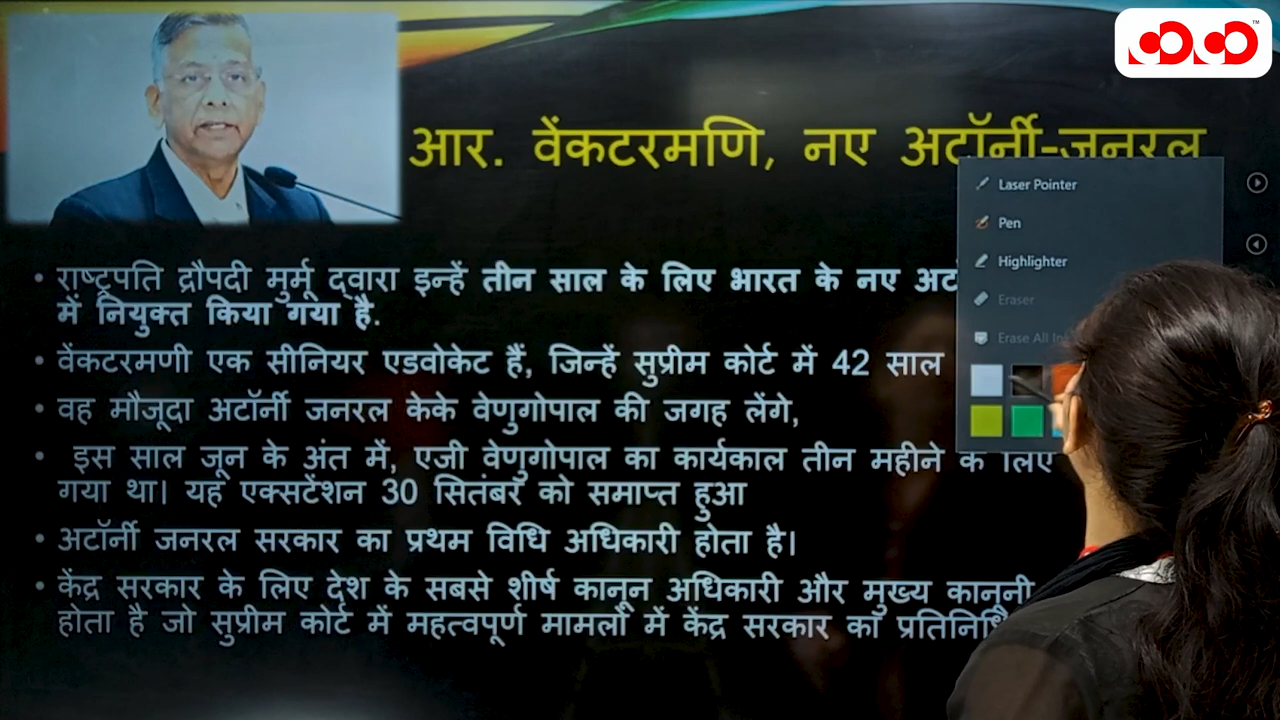 आर. वेंकटरमणि, नए अटॉर्नी-जनरल
Laser Pointer
Pen
Highlighter
Eraser
Erase All
• राष्ट्रपति द्रौपदी मुर्मू द्वारा इन्हें तीन साल के लिए भारत के नए
में नियुक्त किया गया है.
• वेंकटरमणी एक सीनियर एडवोकेट हैं, जिन्हें सुप्रीम कोर्ट में 42 साल
• वह मौजूदा अटॉर्नी जनरल केके वेणुगोपाल की जगह लेंगे,
• इस साल जून के अंत में, एजी वेणुगोपाल का कार्यकाल तीन महीने के लिए
गया था। यह एक्सटेंशन 30 सितंबर को समाप्त हुआ
• अटॉर्नी जनरल सरकार का प्रथम विधि अधिकारी होता है।
• केंद्र सरकार के लिए देश के सबसे शीर्ष कानून अधिकारी और मुख्य कानूनी
होता है जो सुप्रीम कोर्ट में महत्वपूर्ण मामलों में केंद्र सरकार का